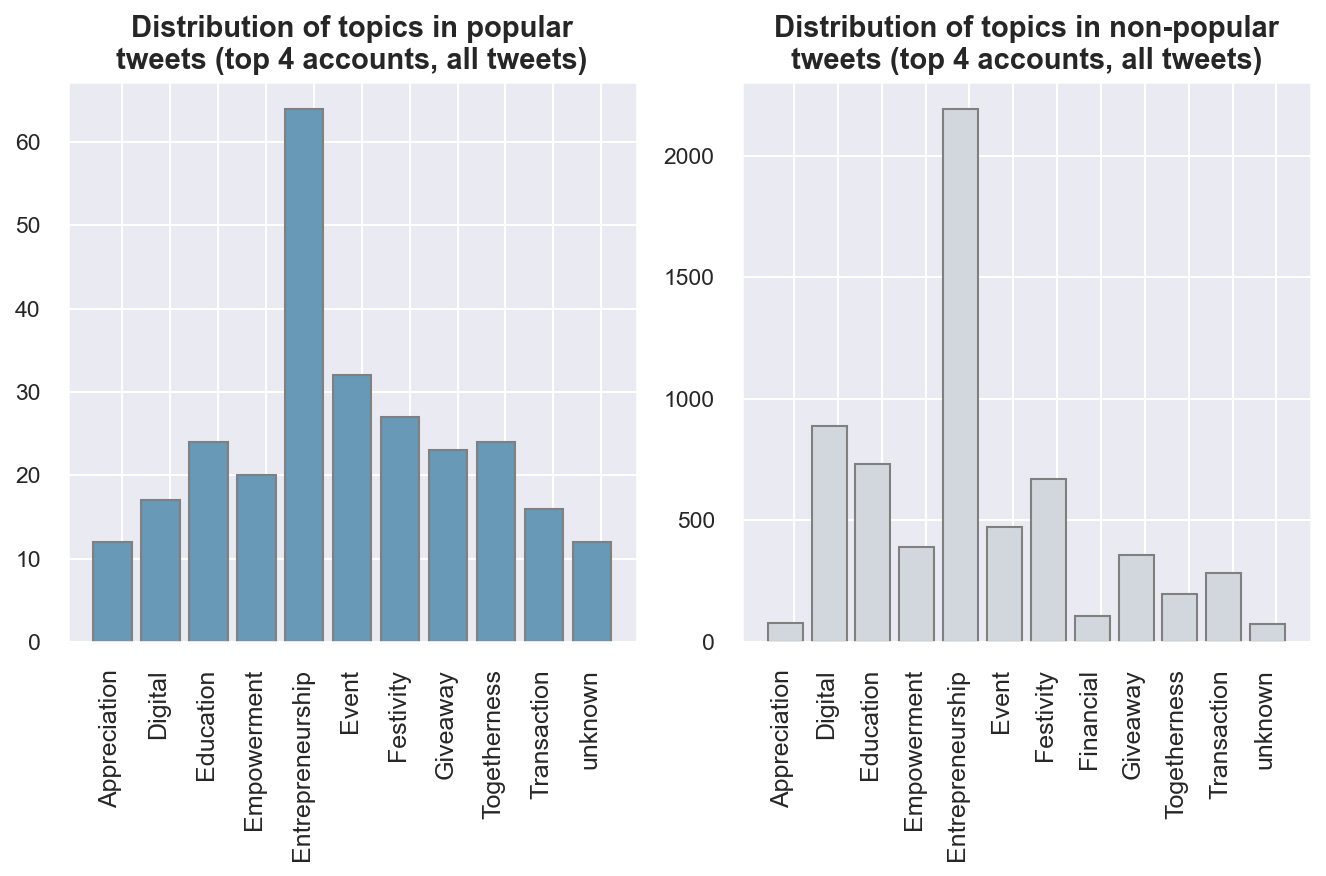 Distribution of topics in popular
tweets (top 4 accounts, all tweets)
60
50
40
30
20
10
0
Appreciation
Digital
Education
Empowerment
Entrepreneurship
Event
Festivity
Giveaway
Togetherness
Transaction
unknown
Distribution of topics in non-popular
tweets (top 4 accounts, all tweets)
2000
1500
1000
500
0
Appreciation
Digital
Education
Empowerment
Entrepreneurship
Event
Festivity
Financial
Giveaway
Togetherness
Transaction
unknown